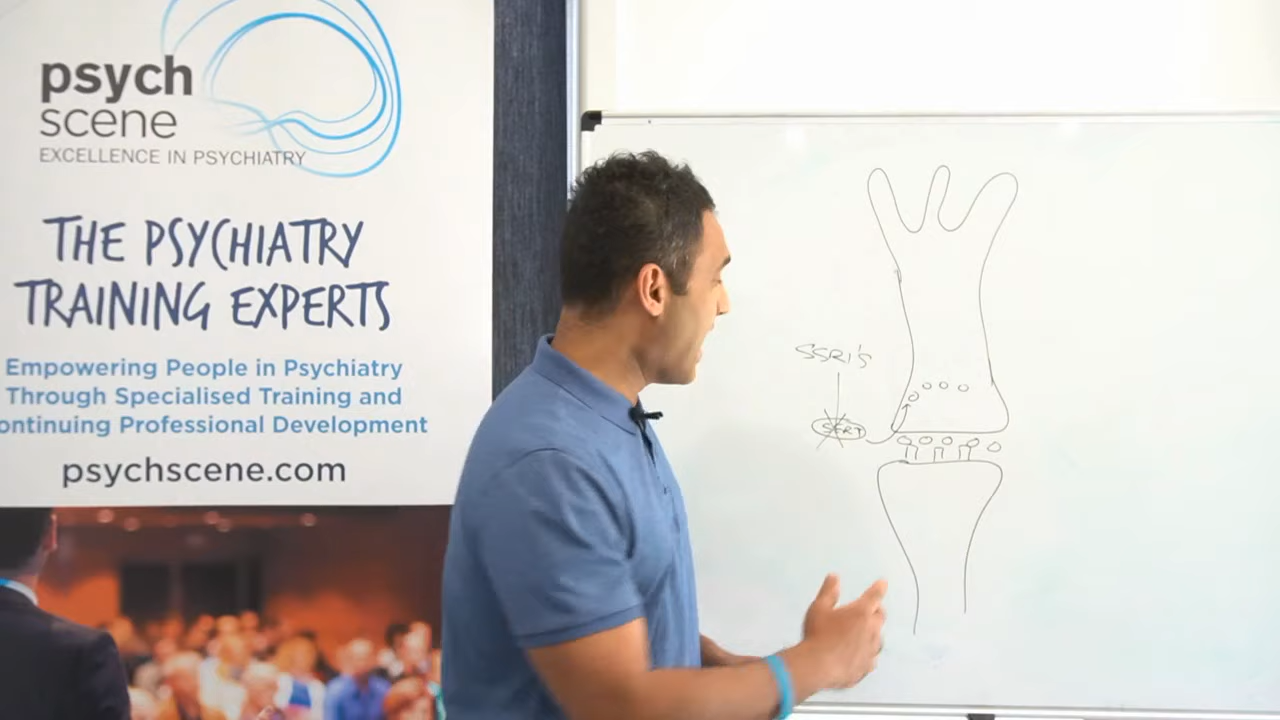 psych
scene
EXCELLENCE IN PSYCHIATRY
THE PSYCHIATRY
TRAINING EXPERTS
Empowering People in Psychiatry
Through Specialised Training and
ontinuing Professional Development
psychscene.com
SSRI's
SERT